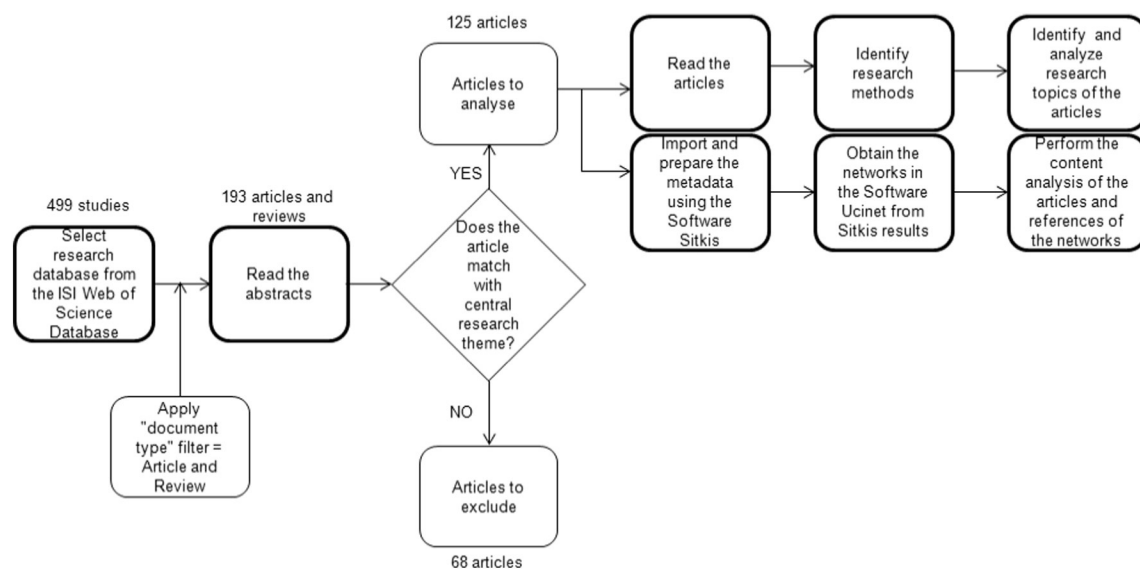 499 studies
Select
research
database from
the ISI Web of
Science
Database
Apply
"document
type" filter =
Article and
Review
193 articles and
reviews
Read the
abstracts
Does the
article
match
with
central
research
theme?
YES
125 articles
Articles to
analyse
NO
Articles to
exclude
68 articles
Read the
articles
Identify
research
methods
Identify and
analyze
research
topics of the
articles
Import and
prepare the
metadata
using the
Software
Sitkis
Obtain the
networks in
the Software
Ucinet from
Sitkis results
Perform the
content
analysis of the
articles and
references of
the networks